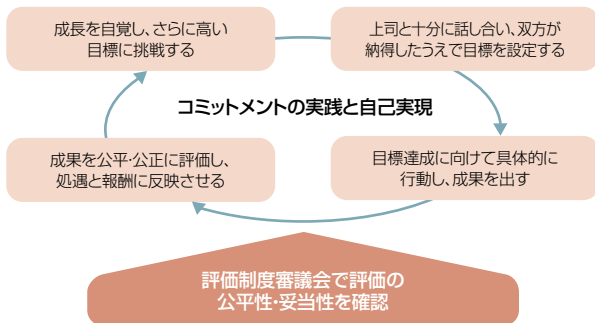 成長を自覚し、さらに高い
目標に挑戦する
上司と十分に話し合い、双方が
納得したうえで目標を設定する
コミットメントの実践と自己実現
成果を公平・公正に評価し、
処遇と報酬に反映させる
目標達成に向けて具体的に
行動し、成果を出す
評価制度審議会で評価の
公平性・妥当性を確認